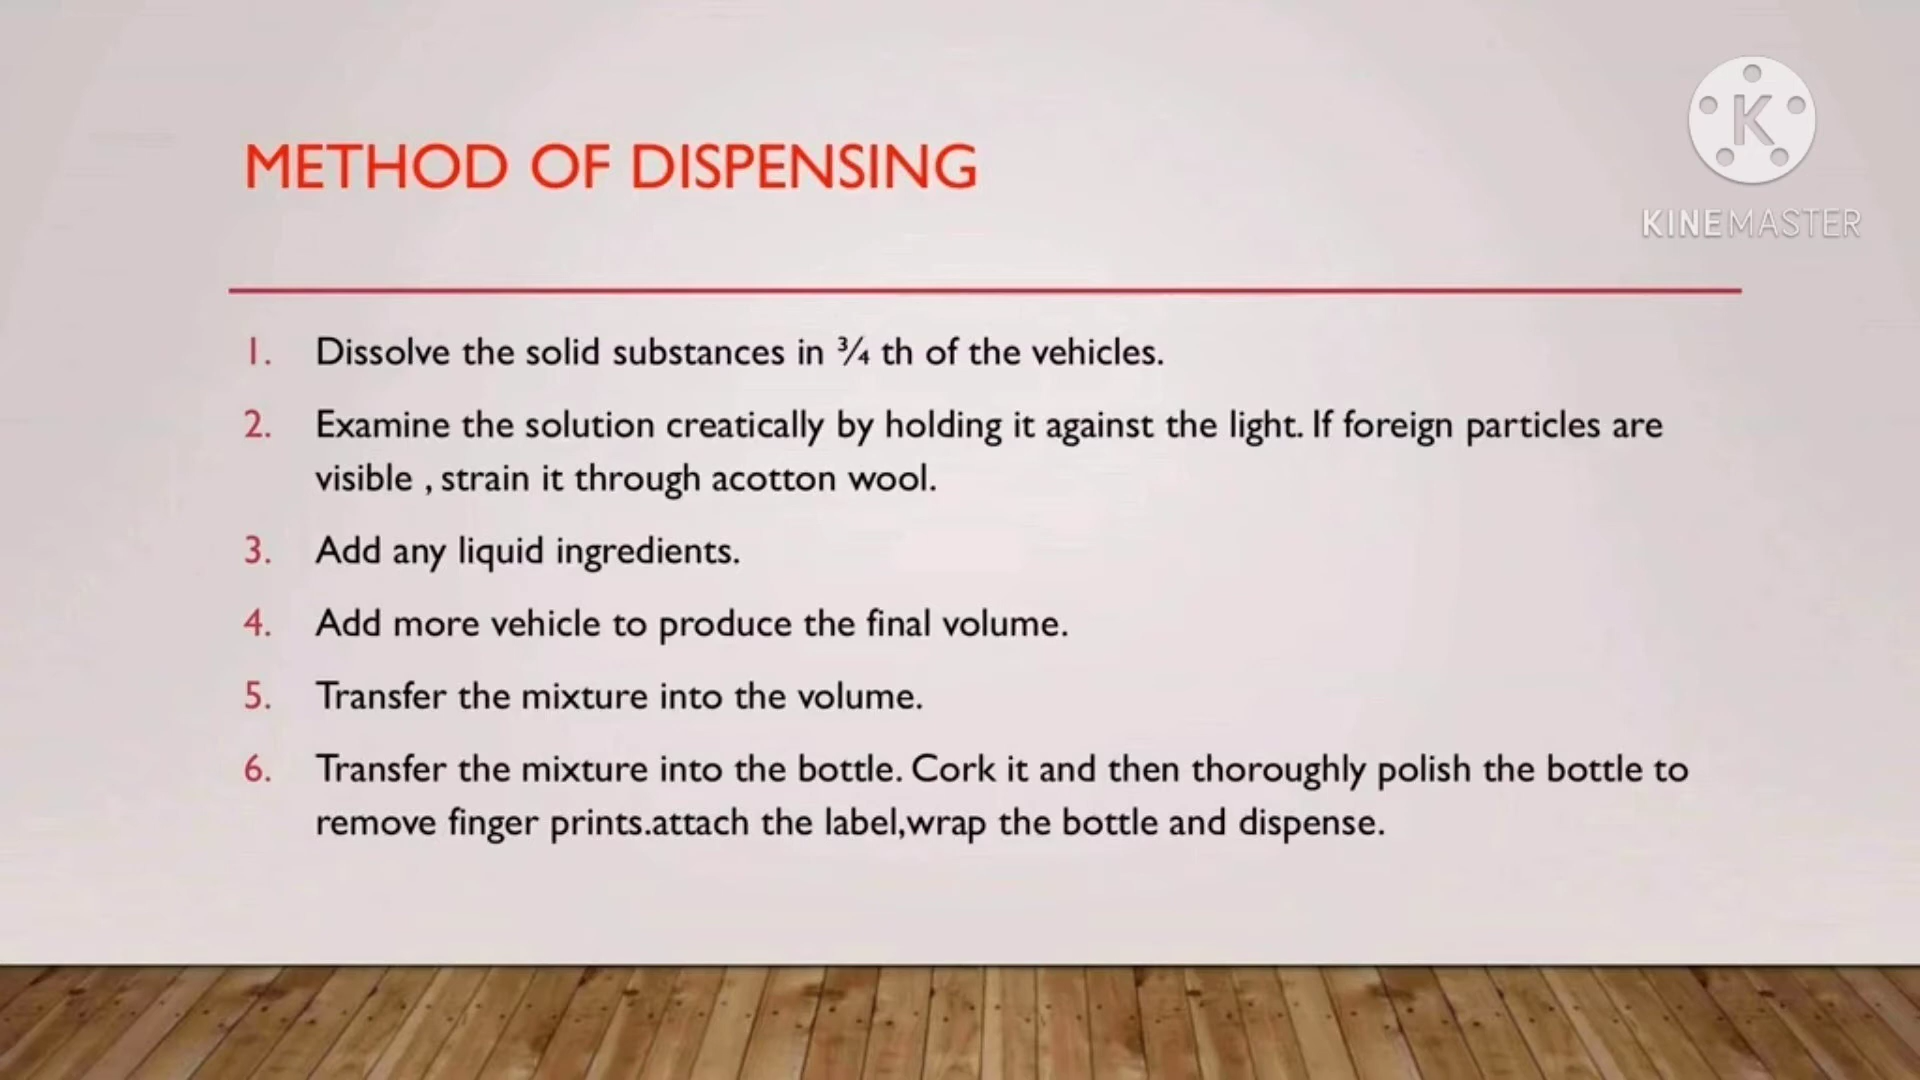 METHOD OF DISPENSING
K
KINEMASTER
1. Dissolve the solid substances in ¾ th of the vehicles.
2. Examine the solution creatically by holding it against the light. If foreign particles are
visible , strain it through acotton wool.
3. Add any liquid ingredients.
4. Add more vehicle to produce the final volume.
5. Transfer the mixture into the volume.
6. Transfer the mixture into the bottle. Cork it and then thoroughly polish the bottle to
remove finger prints.attach the label,wrap the bottle and dispense.